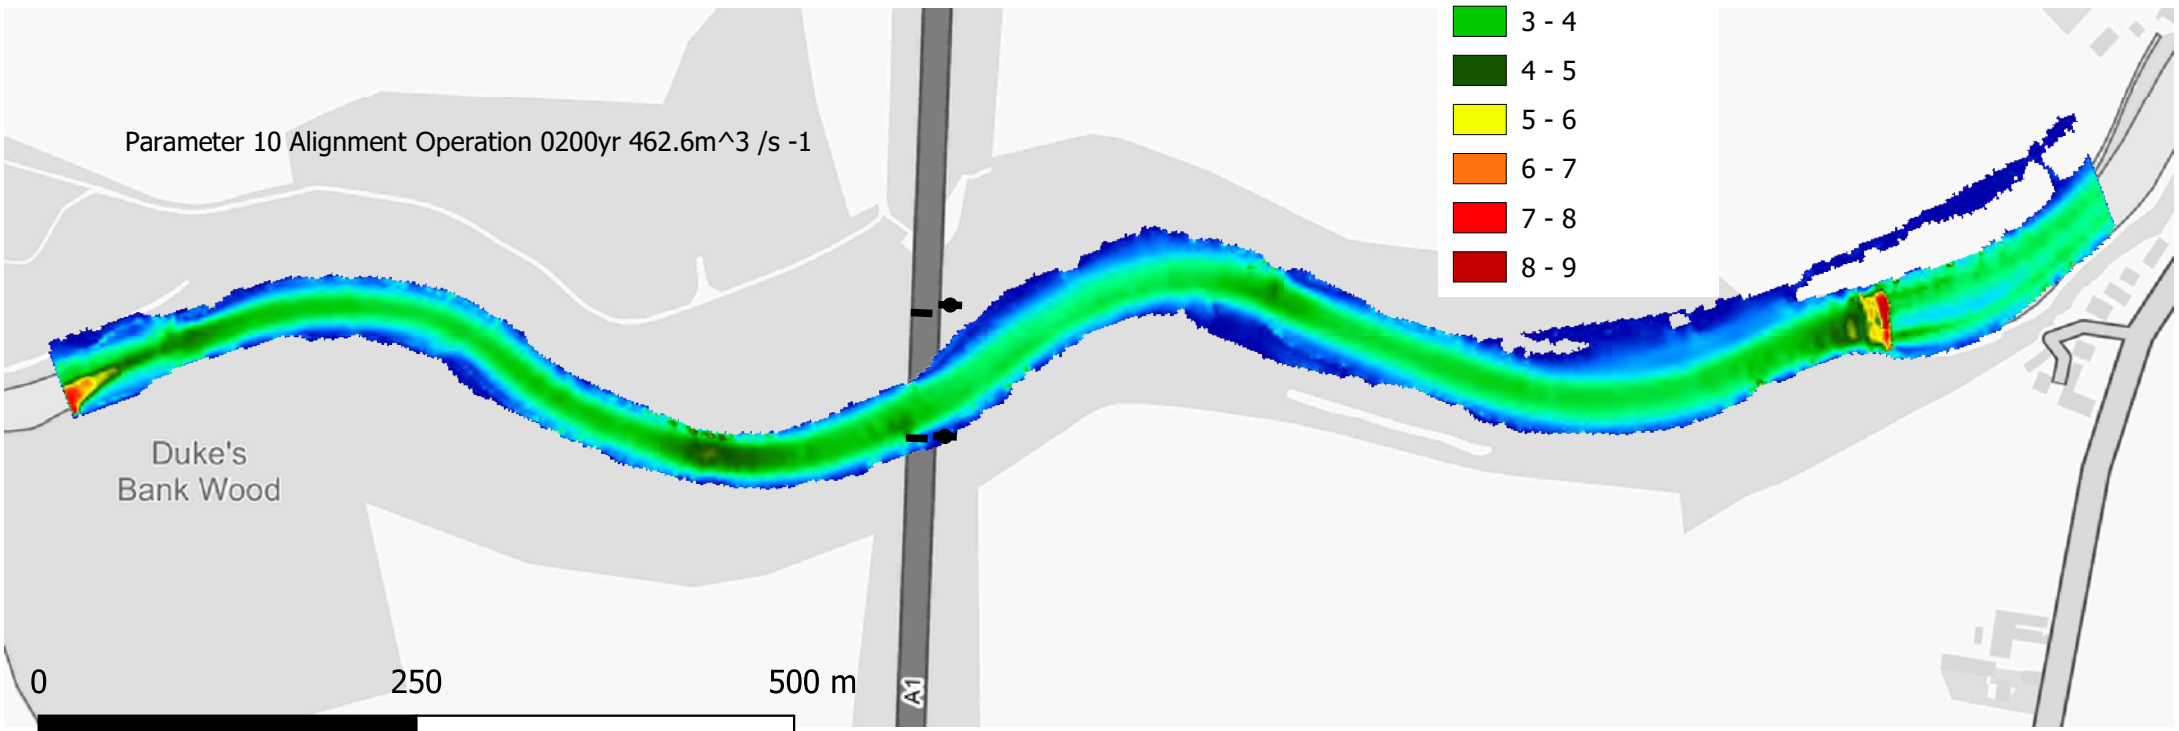 3 - 4
4 - 5
5 - 6
6 - 7
7 - 8
8 - 9
Parameter 10 Alignment Operation 0200yr 462.6m^3 /s -1
Duke's
Bank Wood
0 250 500 m
A1